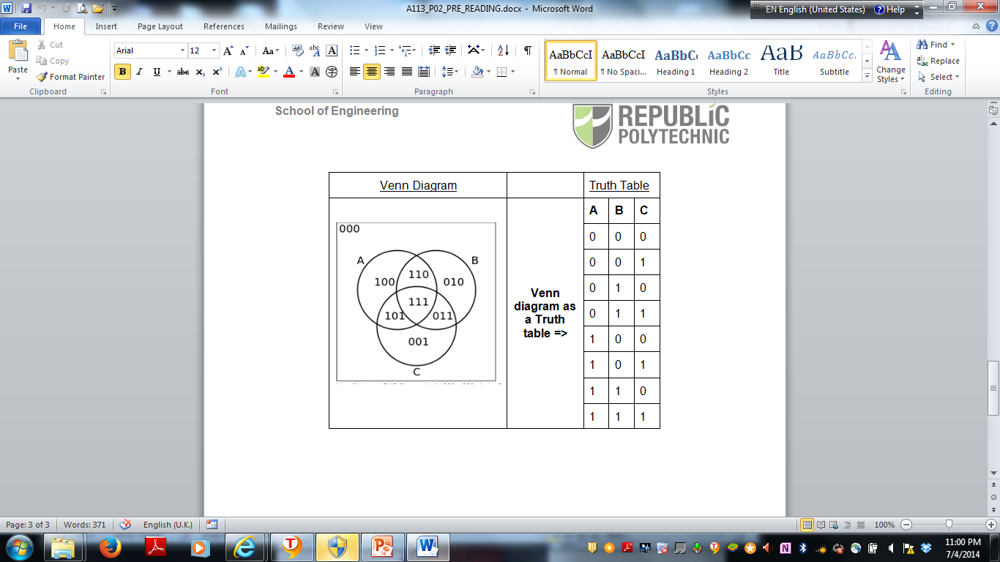 A113_P02_PRE_READING.docx - Microsoft Word
EN English (United States) Help
File Home Insert Page Layout References Mailings Review View
Paste
Cut
Copy
Format Painter
Clipboard
Arial 12
Font
Paragraph
AaBbCcI AaBbCcI AaBbCc AaBbCc AaB AaBbCc.
¶ Normal ¶ No Spaci... Heading 1 Heading 2 Title Subtitle
Change Styles
Styles
Find
Replace
Select
Editing
School of Engineering
REPUBLIC
POLYTECHNIC
Venn Diagram Truth Table
000
A B
100 110 010
111
101 011
001
C
Venn
diagram as
a Truth
table =>
A B C
0 0 0
0 0 1
0 1 0
0 1 1
1 0 0
1 0 1
1 1 0
1 1 1
Page: 3 of 3 Words: 371 English (U.K.) 100%
11:00 PM
7/4/2014